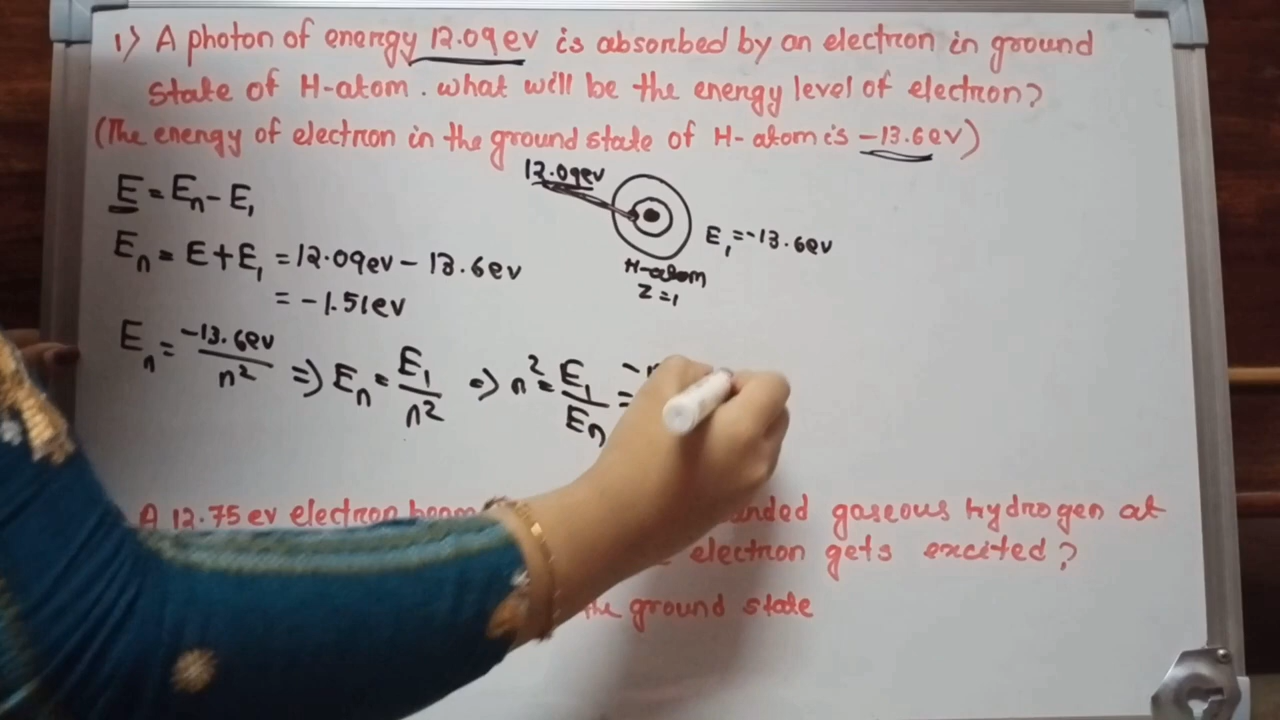 1) A photon of energy 12.09ev is absorbed by an electron in ground
state of H-atom. what will be the energy level of electron?
(The energy of electron in the ground state of H-atom is -13.6ev)
E = En - E1
En = E + E1 = 12.09ev - 13.6ev
= -1.51ev
En = -13.6ev / n² => En = E1 / n² => n² = E1 / En = -
12.09ev
E1 = -13.6ev
H-atom
Z=1
A 12.75ev electron gaseous hydrogen at
electron gets excited?
the ground state